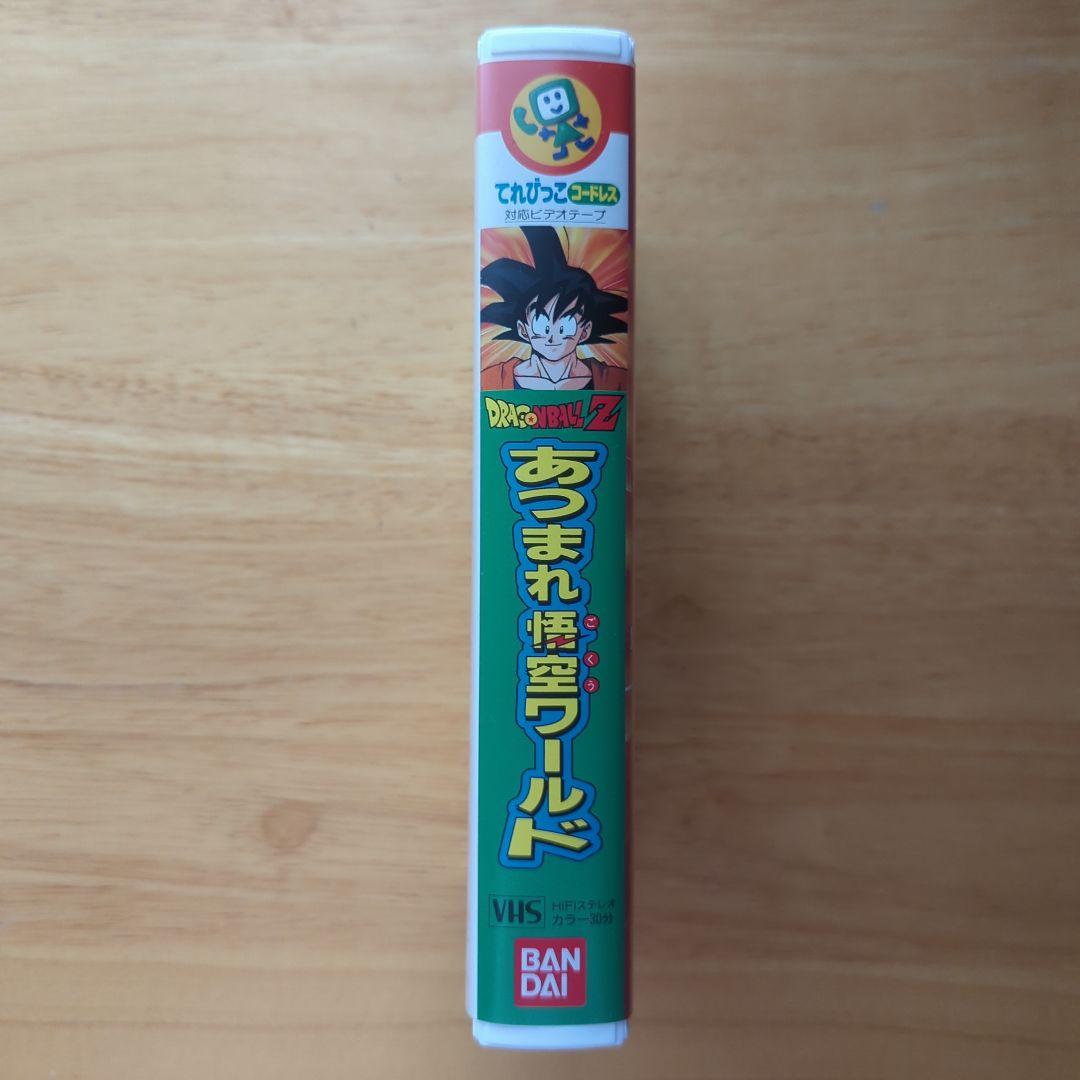 てれびっこコードレス
対応ビデオテープ
DRAGONBALL Z
あつまれ悟空ワールド
ごくう
VHS
HiFiステレオ
カラー30分
BAN
DAI